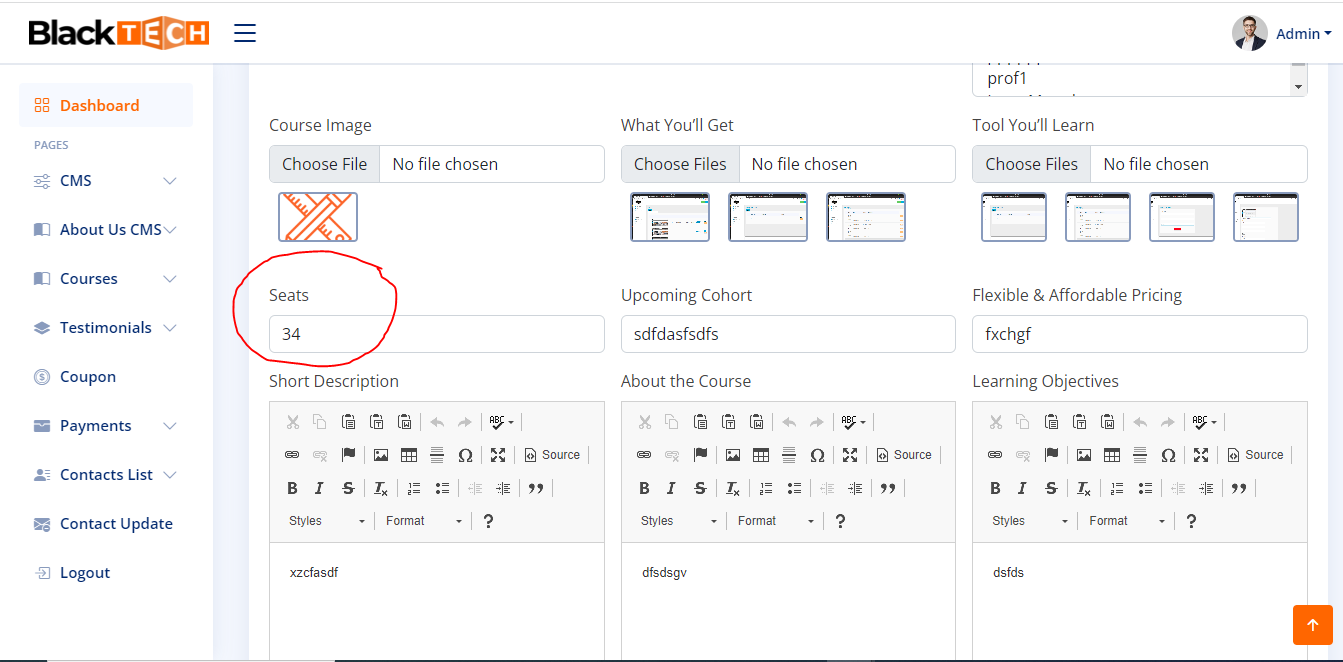 BlackTECH
Admin
Dashboard
PAGES
CMS
About Us CMS
Courses
Testimonials
Coupon
Payments
Contacts List
Contact Update
Logout
prof1
Course Image
What You'll Get
Tool You'll Learn
Choose File No file chosen
Choose Files No file chosen
Choose Files No file chosen
Seats
Upcoming Cohort
Flexible & Affordable Pricing
34
sdfdasfsdfs
fxchgf
Short Description
About the Course
Learning Objectives
ABC
Source
Styles Format ?
xzcfasdf
ABC
Source
Styles Format ?
dfsdsgv
ABC
Source
Styles Format ?
dsfds